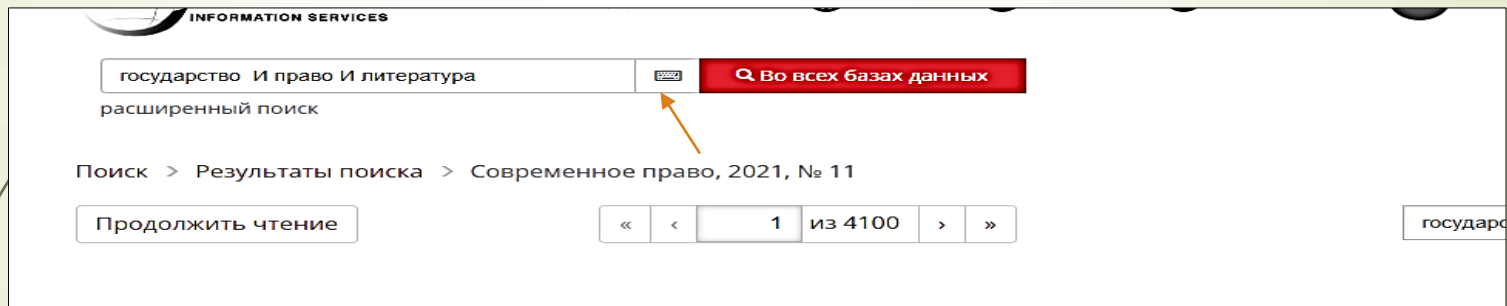 INFORMATION SERVICES
государство И право И литература
Во всех базах данных
расширенный поиск
Поиск > Результаты поиска > Современное право, 2021, № 11
Продолжить чтение « ‹ 1 из 4100 › »
государс